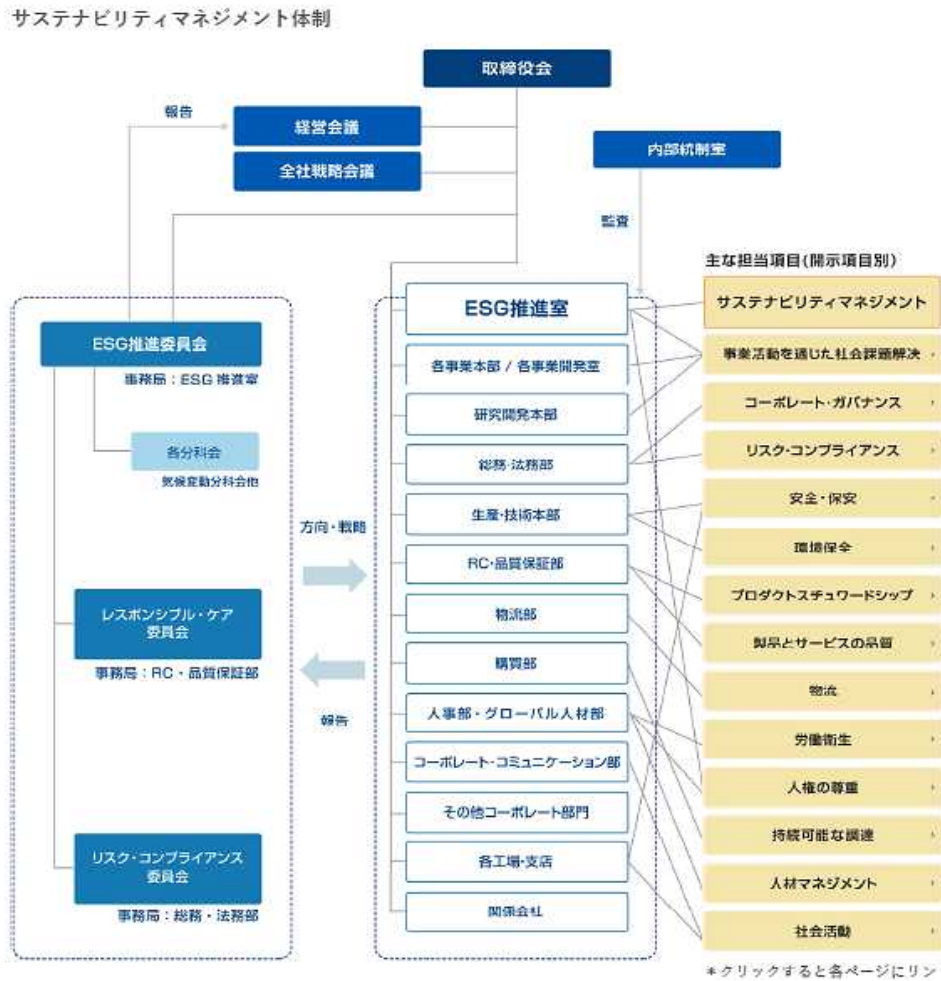 サステナビリティマネジメント体制
取締役会
報告
経営会議
全社戦略会議
内部統制室
監査
主な担当項目(開示項目別)
ESG推進委員会
事務局：ESG 推進室
各分科会
気候変動分科会他
レスポンシブル・ケア
委員会
事務局：RC・品質保証部
リスク・コンプライアンス
委員会
事務局：総務・法務部
方向・戦略
報告
ESG推進室
各事業本部 / 各事業開発室
研究開発本部
総務・法務部
生産・技術本部
RC・品質保証部
物流部
購買部
人事部・グローバル人材部
コーポレート・コミュニケーション部
その他コーポレート部門
各工場・支店
関係会社
サステナビリティマネジメント
事業活動を通じた社会課題解決
コーポレート・ガバナンス
リスク・コンプライアンス
安全・保安
環境保全
プロダクトスチュワードシップ
製品とサービスの品質
物流
労働衛生
人権の尊重
持続可能な調達
人材マネジメント
社会活動
＊クリックすると各ページにリン